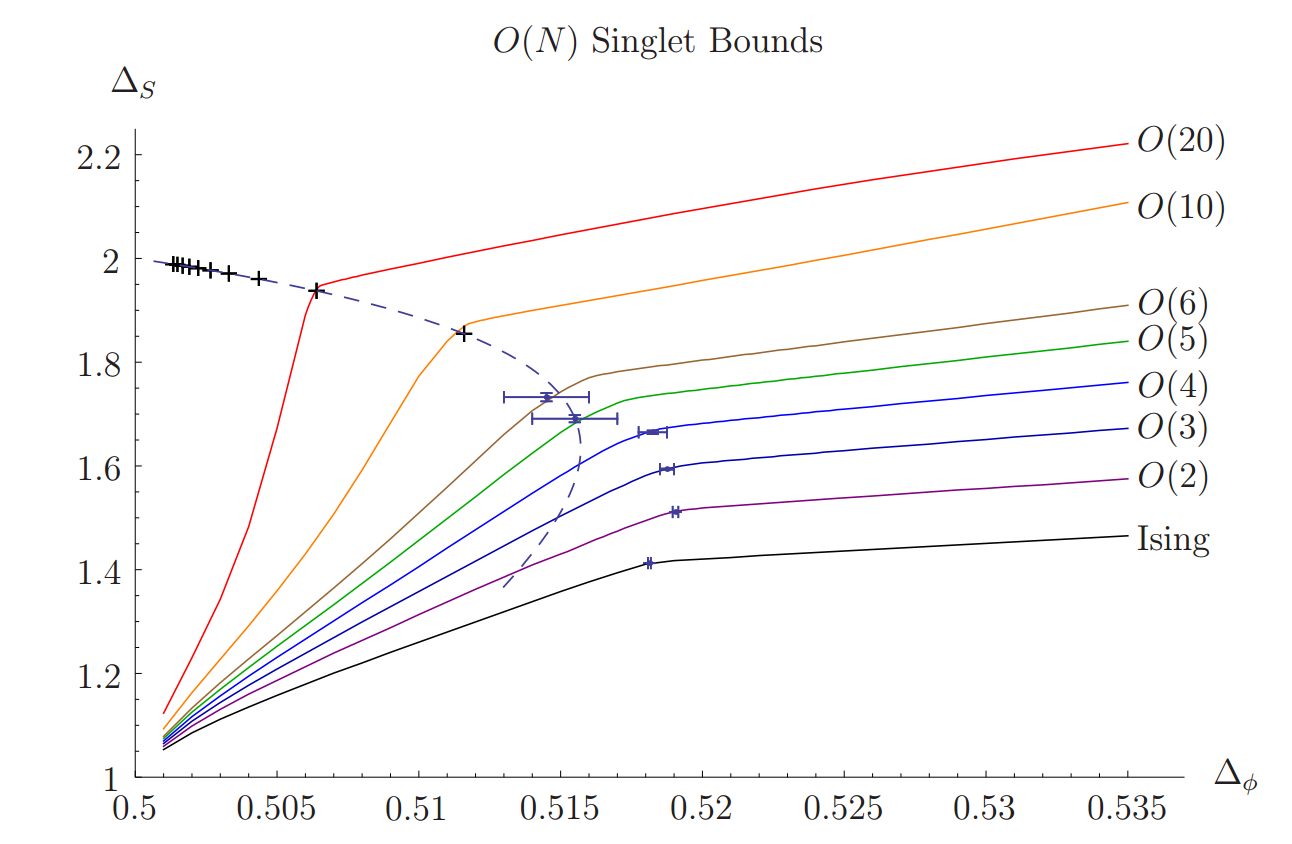 O(N) Singlet Bounds
Δ_S
2.2
2
1.8
1.6
1.4
1.2
1
O(20)
O(10)
O(6)
O(5)
O(4)
O(3)
O(2)
Ising
0.5 0.505 0.51 0.515 0.52 0.525 0.53 0.535
Δ_ϕ